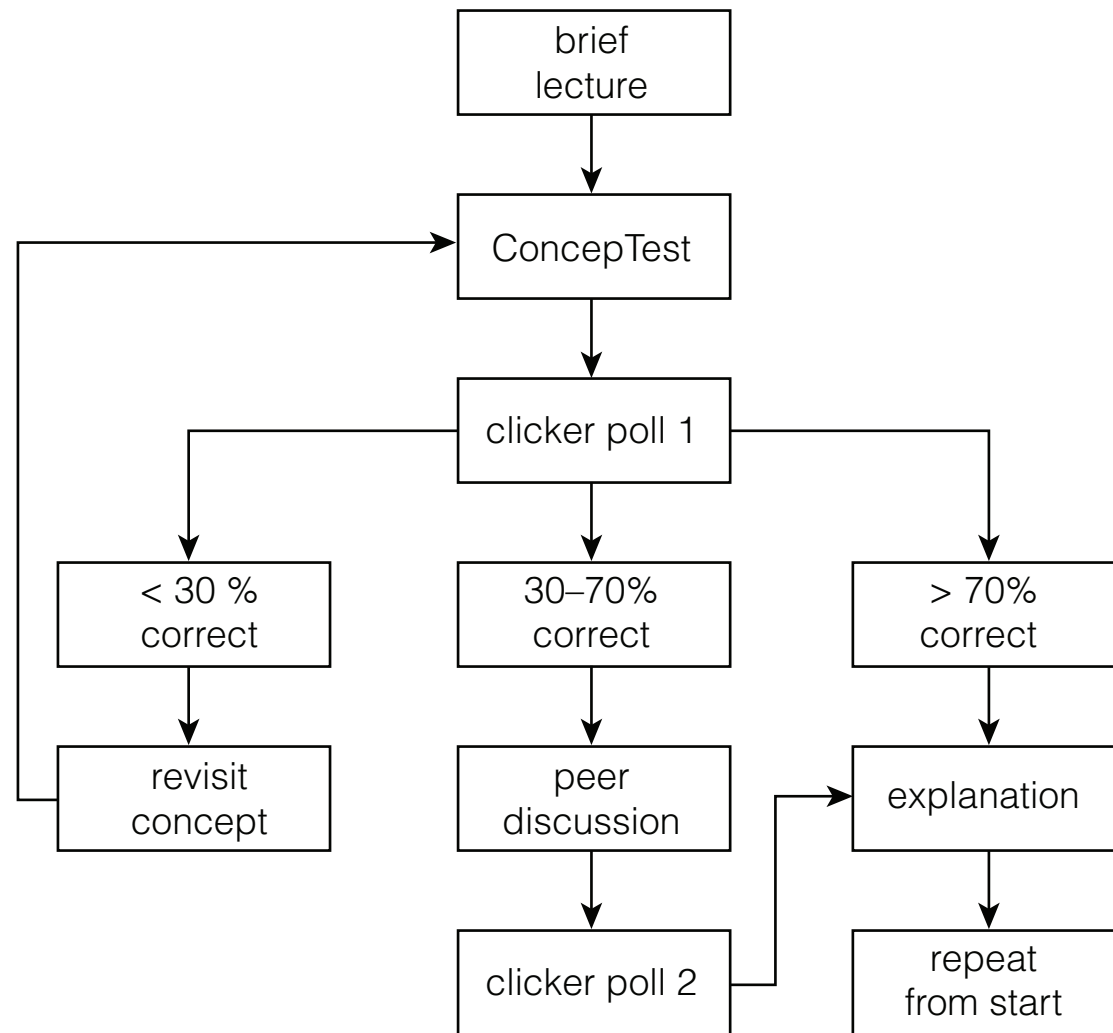 brief
lecture
ConcepTest
clicker poll 1
< 30 %
correct
30–70%
correct
> 70%
correct
revisit
concept
peer
discussion
explanation
clicker poll 2
repeat
from start